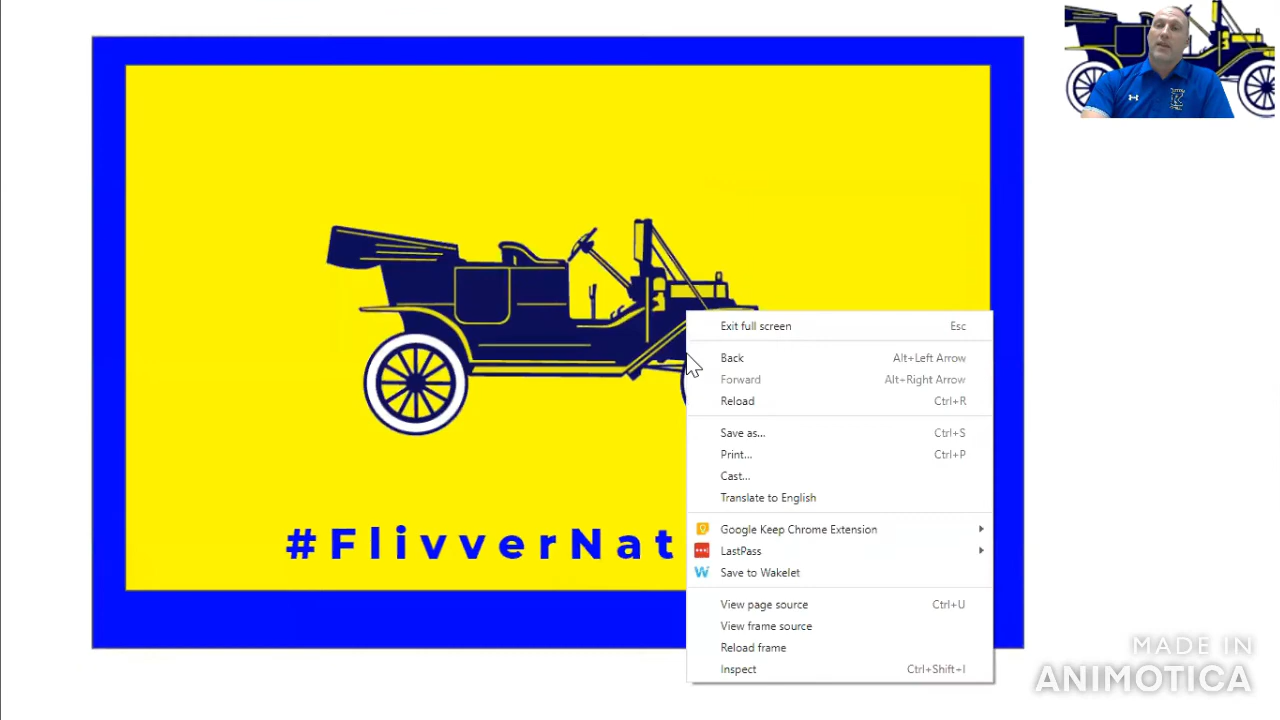 #FlivverNat
Exit full screen Esc
Back Alt+Left Arrow
Forward Alt+Right Arrow
Reload Ctrl+R
Save as... Ctrl+S
Print... Ctrl+P
Cast...
Translate to English
Google Keep Chrome Extension
LastPass
Save to Wakelet
View page source Ctrl+U
View frame source
Reload frame
Inspect Ctrl+Shift+I
MADE IN
ANIMOTICA